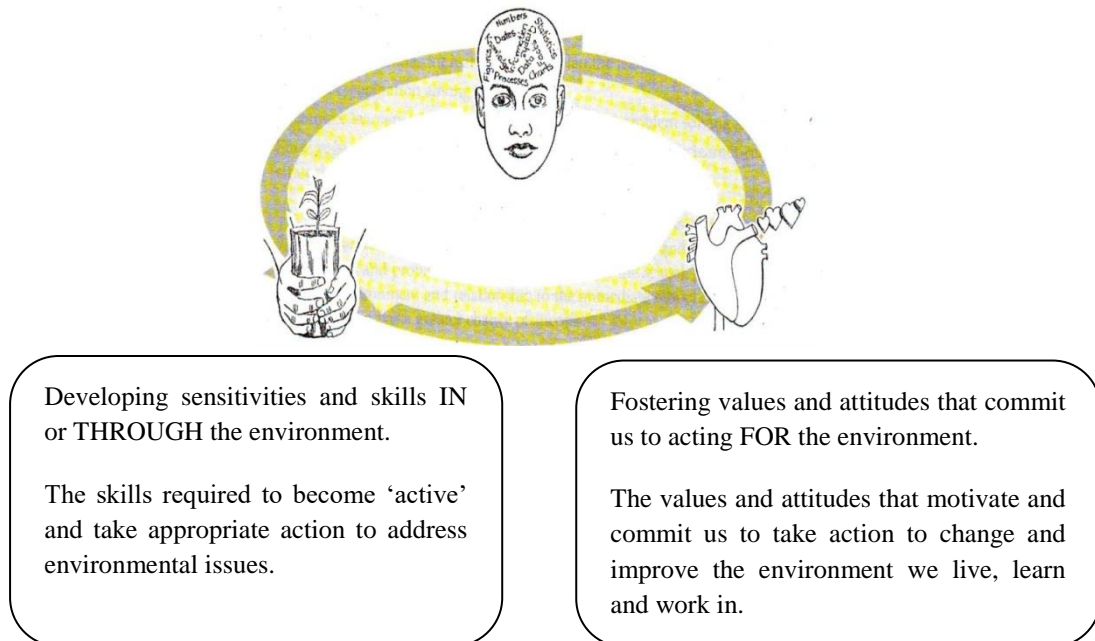 Numbers
Dates
Statistics
Figures
Data
Processes
Charts
Developing sensitivities and skills IN
or THROUGH the environment.
The skills required to become ‘active’
and take appropriate action to address
environmental issues.
Fostering values and attitudes that commit
us to acting FOR the environment.
The values and attitudes that motivate and
commit us to take action to change and
improve the environment we live, learn
and work in.